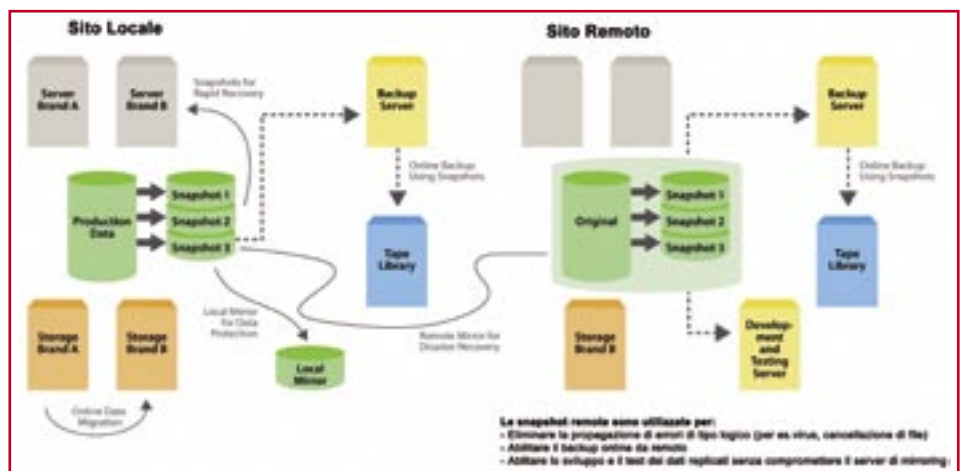 Sito Locale
Sito Remoto
Server
Brand A
Server
Brand B
Snapshots for
Rapid Recovery
Backup
Server
Online Backup
Using Snapshots
Production
Data
Snapshot 1
Snapshot 2
Snapshot 3
Tape
Library
Storage
Brand A
Storage
Brand B
Online Data
Migration
Local Mirror
for Data
Protection
Local
Mirror
Remote Mirror for
Disaster Recovery
Backup
Server
Online Backup
Using Snapshots
Original
Snapshot 1
Snapshot 2
Snapshot 3
Tape
Library
Storage
Brand B
Develop-
ment
and
Testing
Server
Le snapshot remote sono utilizzate per:
- Eliminare la propagazione di errori di tipo logico (per es virus, cancellazione di file)
- Abilitare il backup online da remoto
- Abilitare lo sviluppo e il test dei dati replicati senza compromettere il server di mirroring